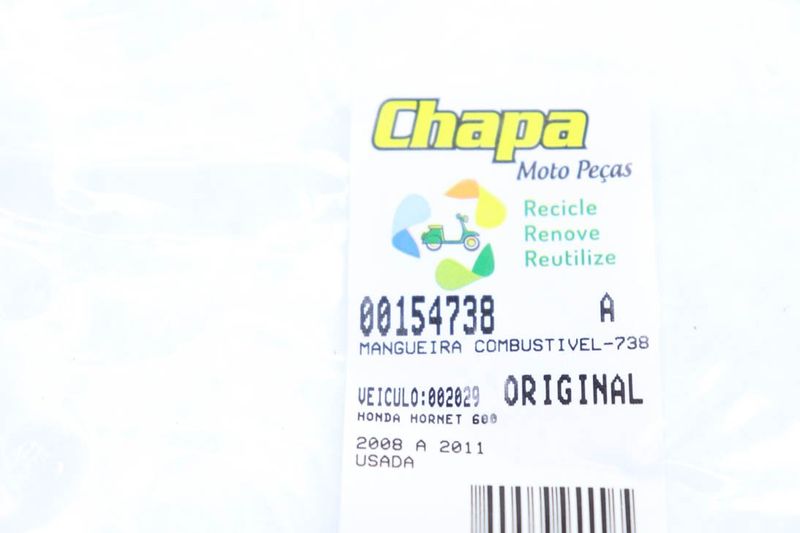 Chapa
Moto Peças
Recicle
Renove
Reutilize
00154738 A
MANGUEIRA COMBUSTIVEL-738
VEICULO:002029 ORIGINAL
HONDA HORNET 600
2008 A 2011
USADA